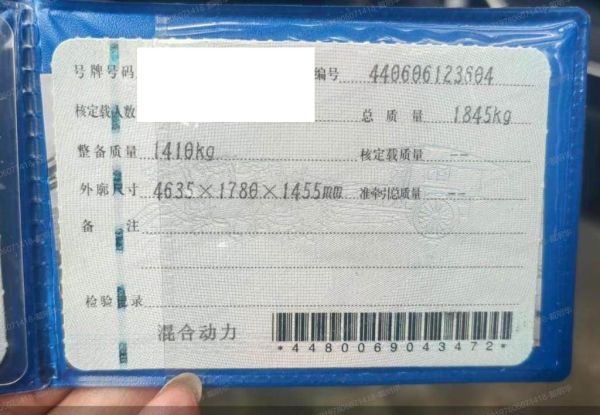 号牌号码 编号 440606123604
核定载人数 总质量 1845kg
整备质量 1410kg 核定载质量 --
外廓尺寸 4635×1780×1455mm 准牵引总质量 --
备注
检验记录
混合动力
*4480069043472*